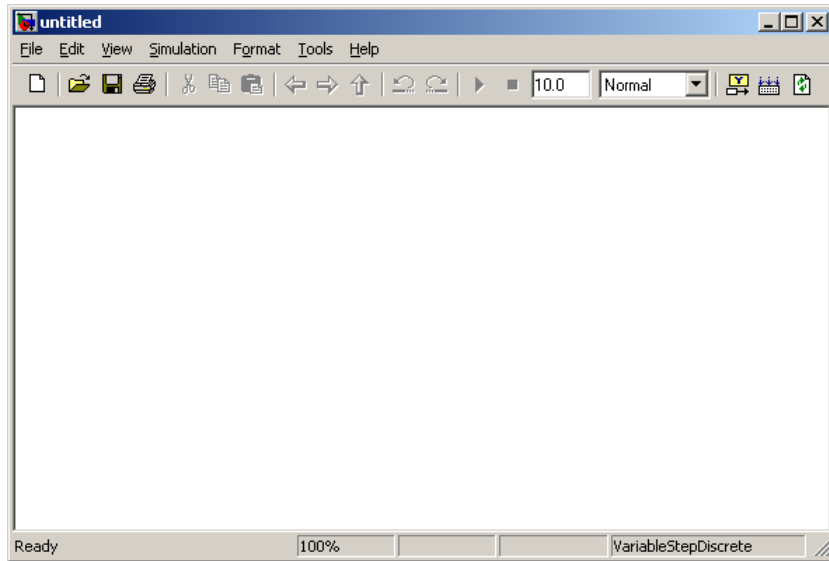 untitled
File Edit View Simulation Format Tools Help
10.0 Normal
Ready 100% VariableStepDiscrete